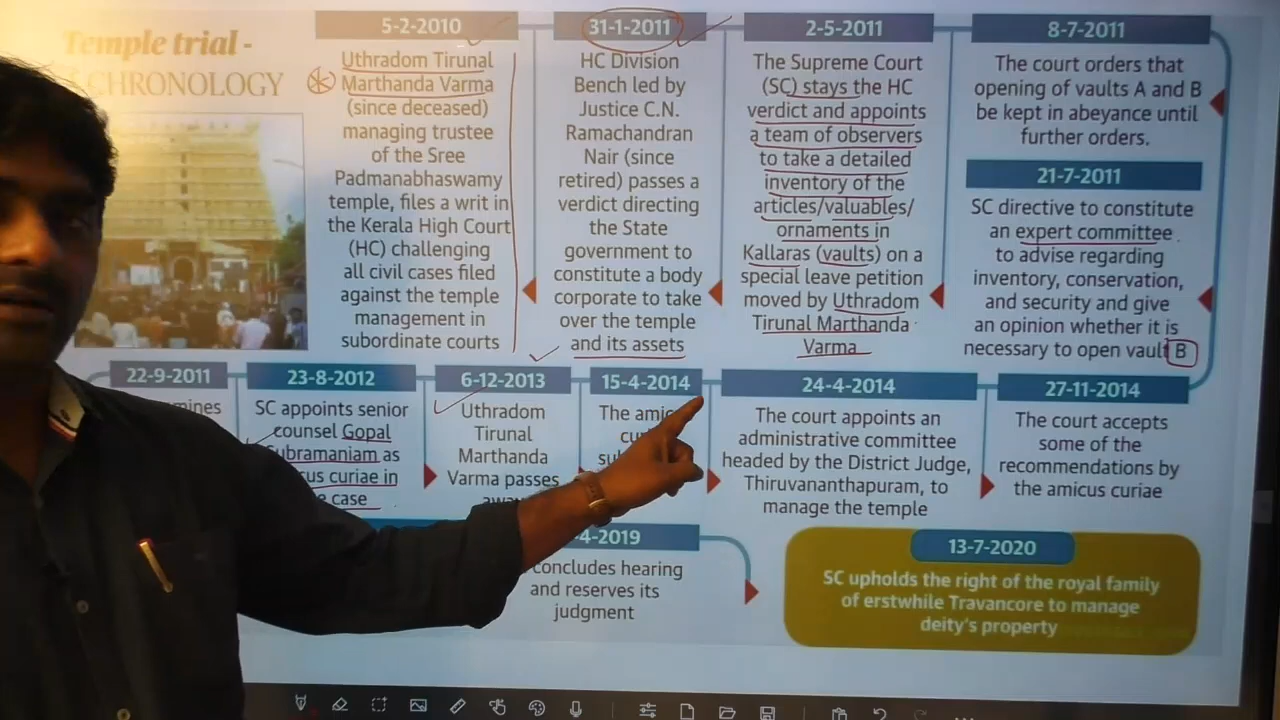 Temple trial -
CHRONOLOGY
5-2-2010
Uthradom Tirunal
Marthanda Varma
(since deceased)
managing trustee
of the Sree
Padmanabhaswamy
temple, files a writ in
the Kerala High Court
(HC) challenging
all civil cases filed
against the temple
management in
subordinate courts
31-1-2011
HC Division
Bench led by
Justice C.N.
Ramachandran
Nair (since
retired) passes a
verdict directing
the State
government to
constitute a body
corporate to take
over the temple
and its assets
2-5-2011
The Supreme Court
(SC) stays the HC
verdict and appoints
a team of observers
to take a detailed
inventory of the
articles/valuables/
ornaments in
Kallaras (vaults) on a
special leave petition
moved by Uthradom
Tirunal Marthanda
Varma
8-7-2011
The court orders that
opening of vaults A and B
be kept in abeyance until
further orders.
21-7-2011
SC directive to constitute
an expert committee
to advise regarding
inventory, conservation,
and security and give
an opinion whether it is
necessary to open vault B
22-9-2011
23-8-2012
SC appoints senior
counsel Gopal
Subramaniam as
in
case
6-12-2013
Uthradom
Tirunal
Marthanda
Varma passes
15-4-2014
The
24-4-2014
The court appoints an
administrative committee
headed by the District Judge,
Thiruvananthapuram, to
manage the temple
27-11-2014
The court accepts
some of the
recommendations by
the amicus curiae
4-2019
concludes hearing
and reserves its
judgment
13-7-2020
SC upholds the right of the royal family
of erstwhile Travancore to manage
deity's property